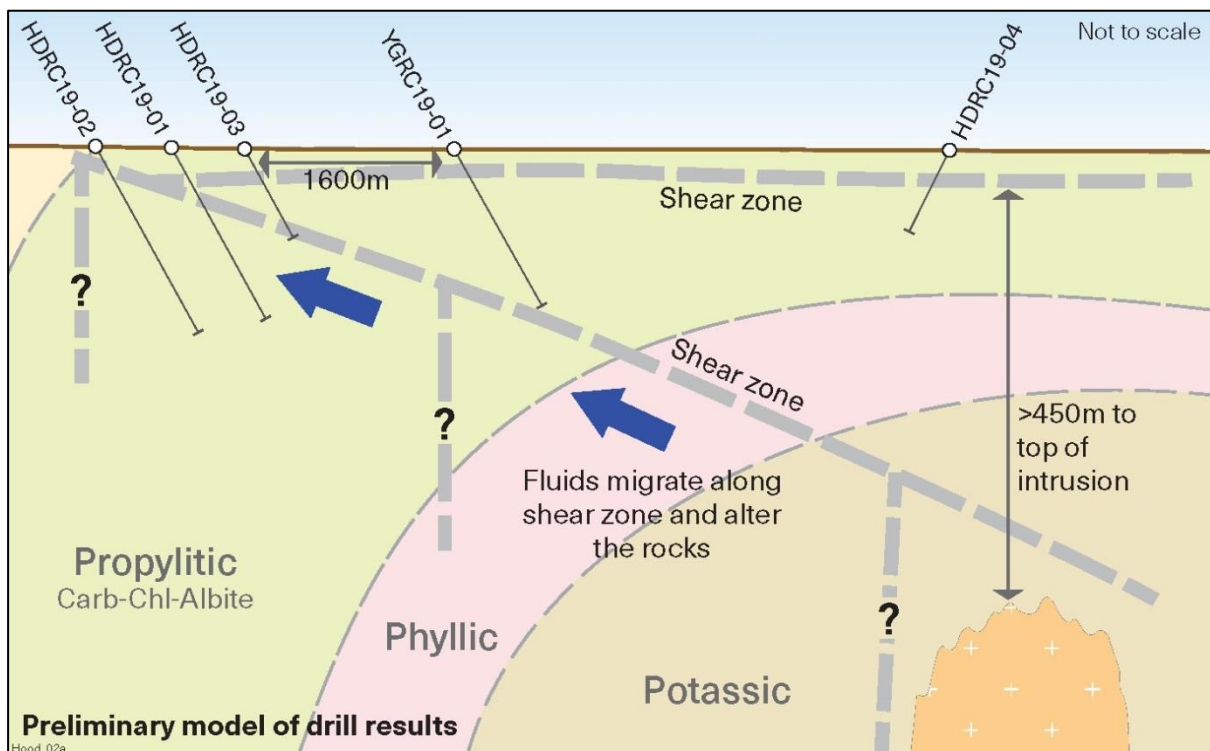 HDRC19-02
HDRC19-01
HDRC19-03
YGRC19-01
HDRC19-04
Not to scale
1600m
Shear zone
?
?
Shear zone
>450m to
top of
intrusion
Fluids migrate along
shear zone and alter
the rocks
Propylitic
Carb-Chl-Albite
Phyllic
?
Potassic
Preliminary model of drill results
Hood_02a